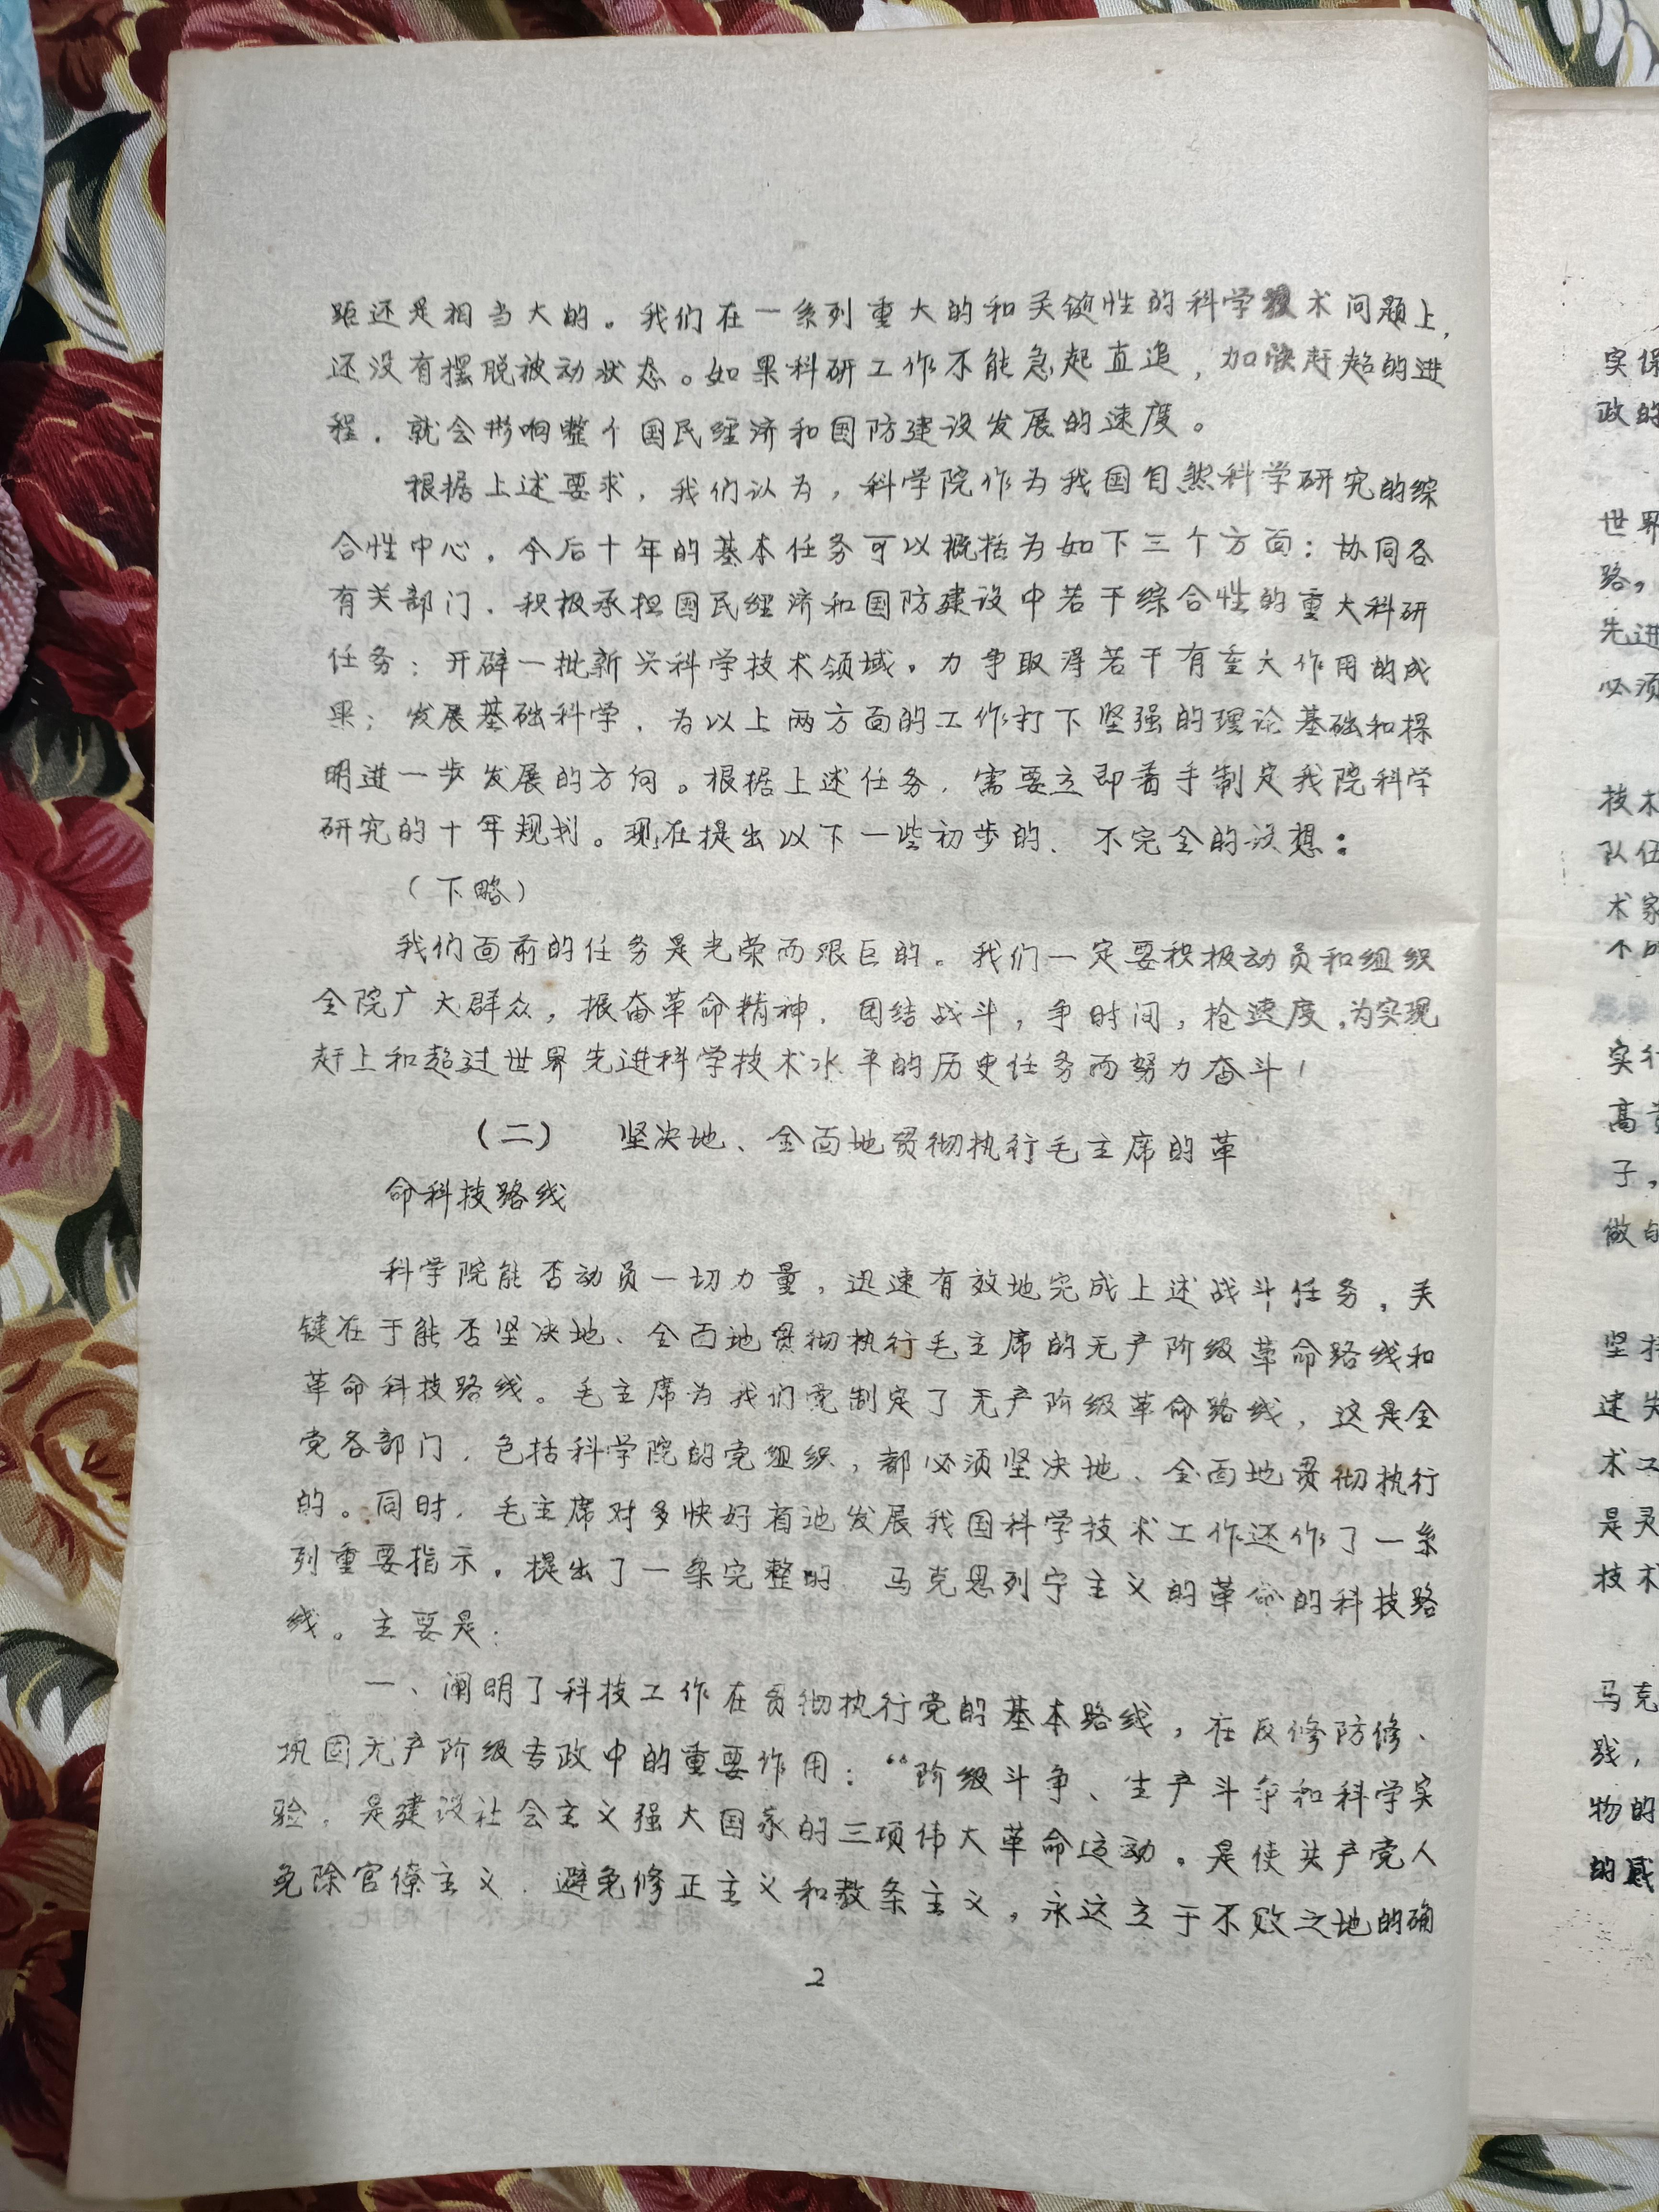 距还是相当大的。我们在一系列重大的和关键性的科学技术问题上,
还没有摆脱被动状态。如果科研工作不能急起直追,加快赶超的进
程,就会影响整个国民经济和国防建设发展的速度。
根据上述要求,我们认为,科学院作为我国自然科学研究的综
合性中心,今后十年的基本任务可以概括为如下三个方面:协同各
有关部门,积极承担国民经济和国防建设中若干综合性的重大科研
任务;开辟一批新兴科学技术领域,力争取得若干有重大作用的成
果;发展基础科学,为以上两方面的工作打下坚强的理论基础和探
明进一步发展的方向。根据上述任务,需要立即着手制定我院科学
研究的十年规划。现在提出以下一些初步的、不完全的设想:
(下略)
我们面前的任务是光荣而艰巨的。我们一定要积极动员和组织
全院广大群众,振奋革命精神,团结战斗,争时间,抢速度,为实现
赶上和超过世界先进科学技术水平的历史任务而努力奋斗!
(二) 坚决地、全面地贯彻执行毛主席的革
命科技路线
科学院能否动员一切力量,迅速有效地完成上述战斗任务,关
键在于能否坚决地、全面地贯彻执行毛主席的无产阶级革命路线和
革命科技路线。毛主席为我们党制定了无产阶级革命路线,这是全
党各部门,包括科学院的党组织,都必须坚决地、全面地贯彻执行
的。同时,毛主席对多快好省地发展我国科学技术工作还作了一系
列重要指示,提出了一条完整的、马克思列宁主义的革命的科技路
线。主要是:
一、阐明了科技工作在贯彻执行党的基本路线,在反修防修、
巩固无产阶级专政中的重要作用:“阶级斗争、生产斗争和科学实
验,是建设社会主义强大国家的三项伟大革命运动,是使共产党人
免除官僚主义、避免修正主义和教条主义,永远立于不败之地的确
2
实保
政的
世界
路,
先进
必须
技术
队伍
术家
不
实行
高
子,
做
坚持
速
术工
是灵
技术
马克
践,
物的
的感